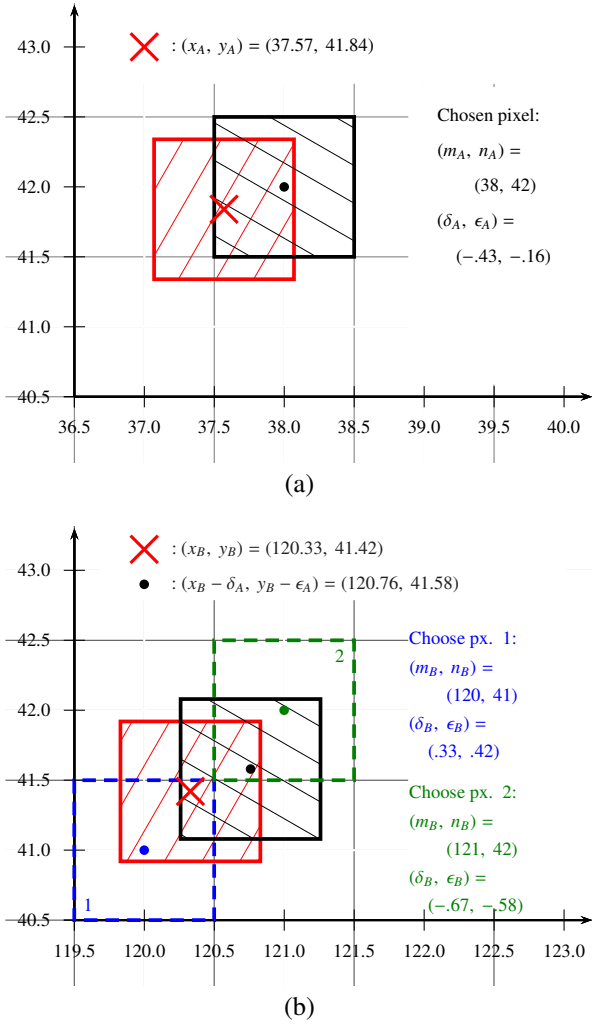 43.0
: (x_A, y_A) = (37.57, 41.84)
42.5
Chosen pixel:
(m_A, n_A) =
(38, 42)
42.0
(δ_A, ϵ_A) =
(−.43, −.16)
41.5
41.0
40.5
36.5 37.0 37.5 38.0 38.5 39.0 39.5 40.0
(a)
: (x_B, y_B) = (120.33, 41.42)
43.0
: (x_B − δ_A, y_B − ϵ_A) = (120.76, 41.58)
42.5
Choose px. 1:
2
(m_B, n_B) =
(120, 41)
42.0
(δ_B, ϵ_B) =
(.33, .42)
41.5
Choose px. 2:
(m_B, n_B) =
(121, 42)
41.0
(δ_B, ϵ_B) =
(−.67, −.58)
1
40.5
119.5 120.0 120.5 121.0 121.5 122.0 122.5 123.0
(b)